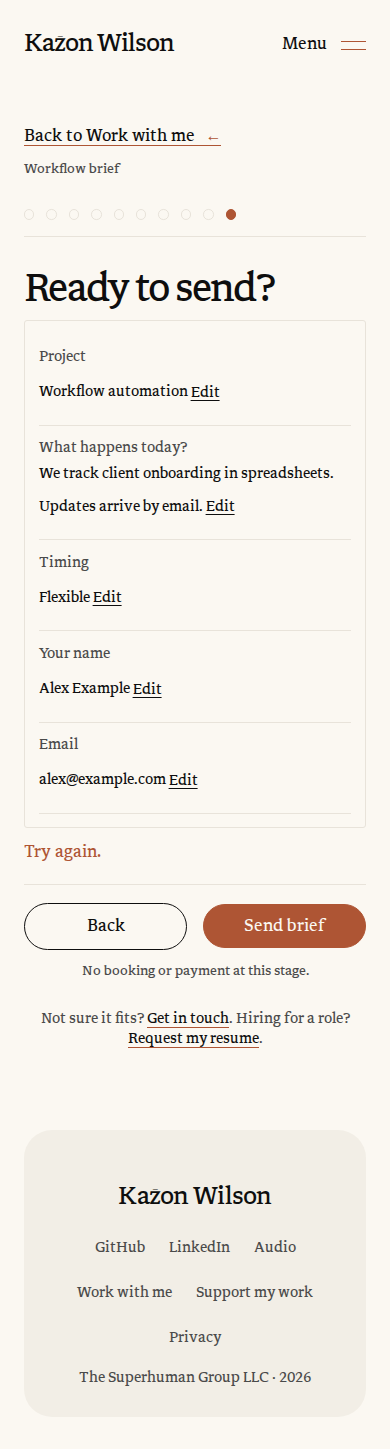 Kažon Wilson
Menu
Back to Work with me ←
Workflow brief
Ready to send?
Project
Workflow automation Edit
What happens today?
We track client onboarding in spreadsheets.
Updates arrive by email. Edit
Timing
Flexible Edit
Your name
Alex Example Edit
Email
alex@example.com Edit
Try again.
Back
Send brief
No booking or payment at this stage.
Not sure it fits? Get in touch. Hiring for a role?
Request my resume.
Kažon Wilson
GitHub LinkedIn Audio
Work with me Support my work
Privacy
The Superhuman Group LLC · 2026